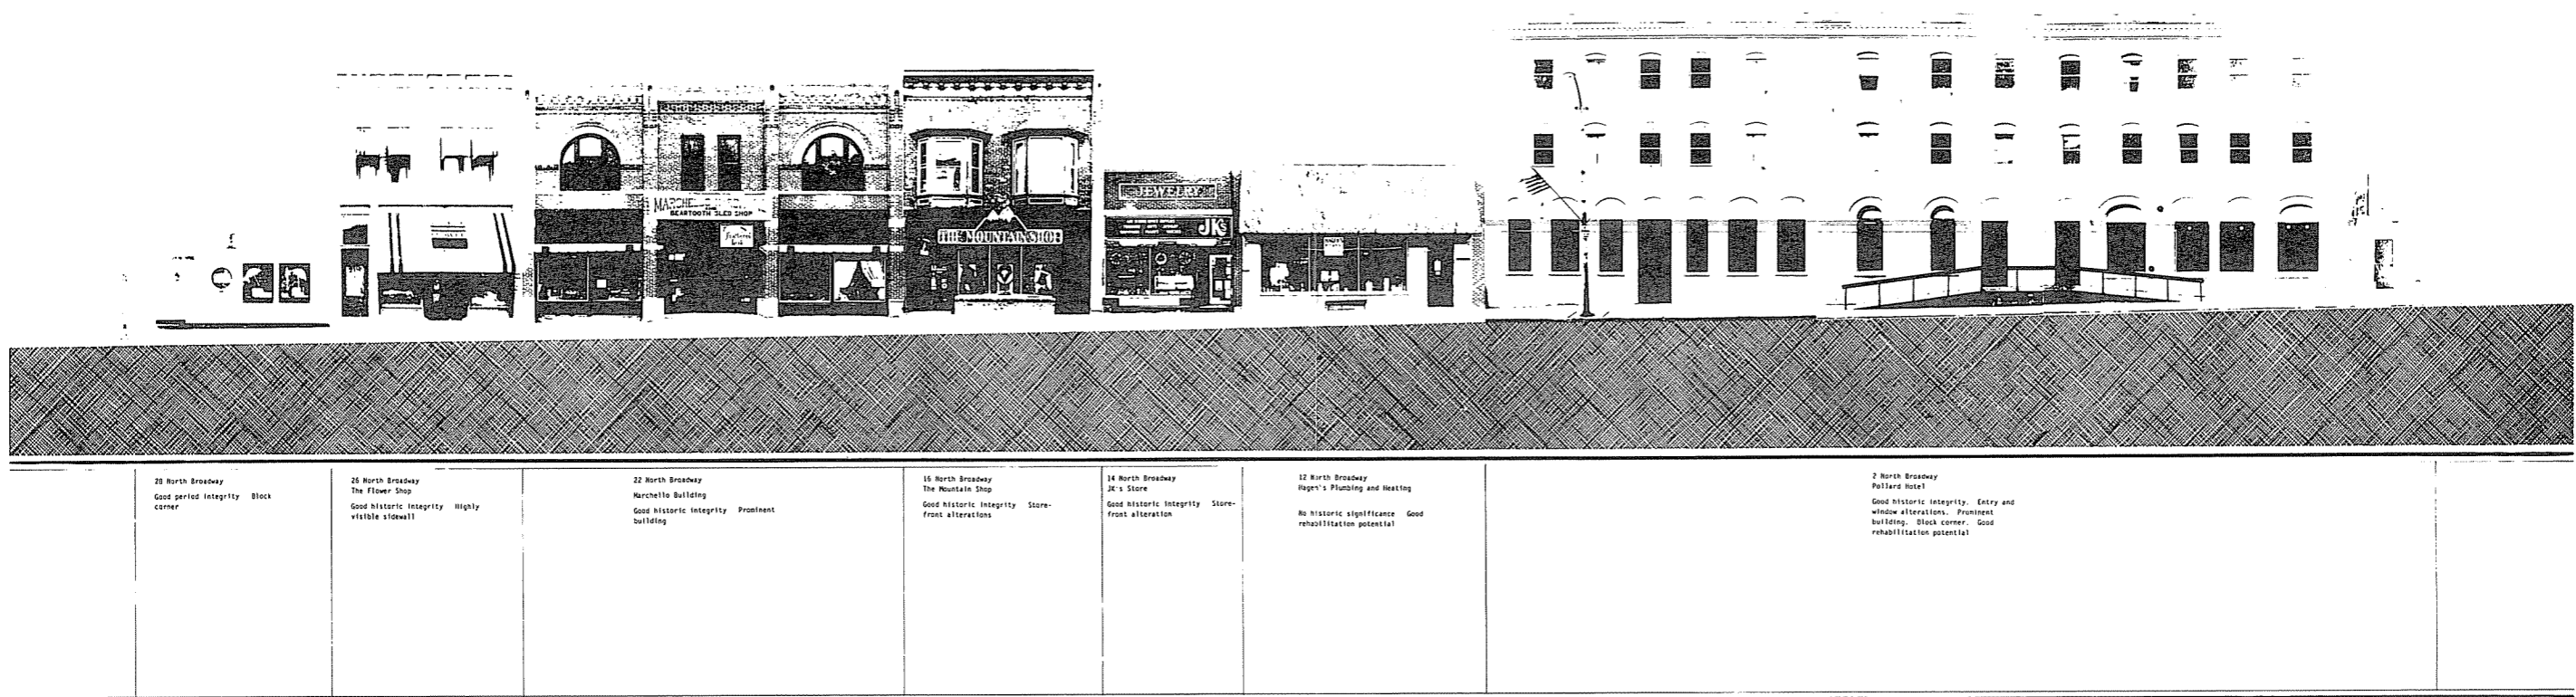 MARCHELLO
BEARTOOTH SLED SHOP
THE MOUNTAIN SHOP
JEWELRY
JK's
28 North Broadway
Good period integrity Block
corner
26 North Broadway
The Flower Shop
Good historic integrity Highly
visible sidewall
22 North Broadway
Marchello Building
Good historic integrity Prominent
building
16 North Broadway
The Mountain Shop
Good historic integrity Store-
front alterations
14 North Broadway
JK's Store
Good historic integrity Store-
front alteration
12 North Broadway
Hagen's Plumbing and Heating
No historic significance Good
rehabilitation potential
2 North Broadway
Pollard Hotel
Good historic integrity. Entry and
window alterations. Prominent
building. Block corner. Good
rehabilitation potential